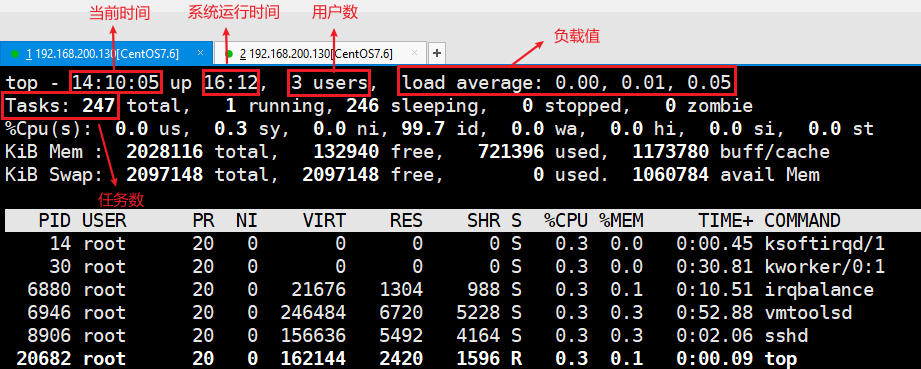 当前时间 系统运行时间 用户数
负载值
1 192.168.200.130[CentOS7.6] × 2 192.168.200.130[CentOS7.6] × +
top - 14:10:05 up 16:12, 3 users, load average: 0.00, 0.01, 0.05
Tasks: 247 total, 1 running, 246 sleeping, 0 stopped, 0 zombie
%Cpu(s): 0.0 us, 0.3 sy, 0.0 ni, 99.7 id, 0.0 wa, 0.0 hi, 0.0 si, 0.0 st
KiB Mem : 2028116 total, 132940 free, 721396 used, 1173780 buff/cache
KiB Swap: 2097148 total, 2097148 free, 0 used. 1060784 avail Mem
任务数
PID USER PR NI VIRT RES SHR S %CPU %MEM TIME+ COMMAND
14 root 20 0 0 0 0 S 0.3 0.0 0:00.45 ksoftirqd/1
30 root 20 0 0 0 0 S 0.3 0.0 0:30.81 kworker/0:1
6880 root 20 0 21676 1304 988 S 0.3 0.1 0:10.51 irqbalance
6946 root 20 0 246484 6720 5228 S 0.3 0.3 0:52.88 vmtoolsd
8906 root 20 0 156636 5492 4164 S 0.3 0.3 0:02.06 sshd
20682 root 20 0 162144 2420 1596 R 0.3 0.1 0:00.09 top